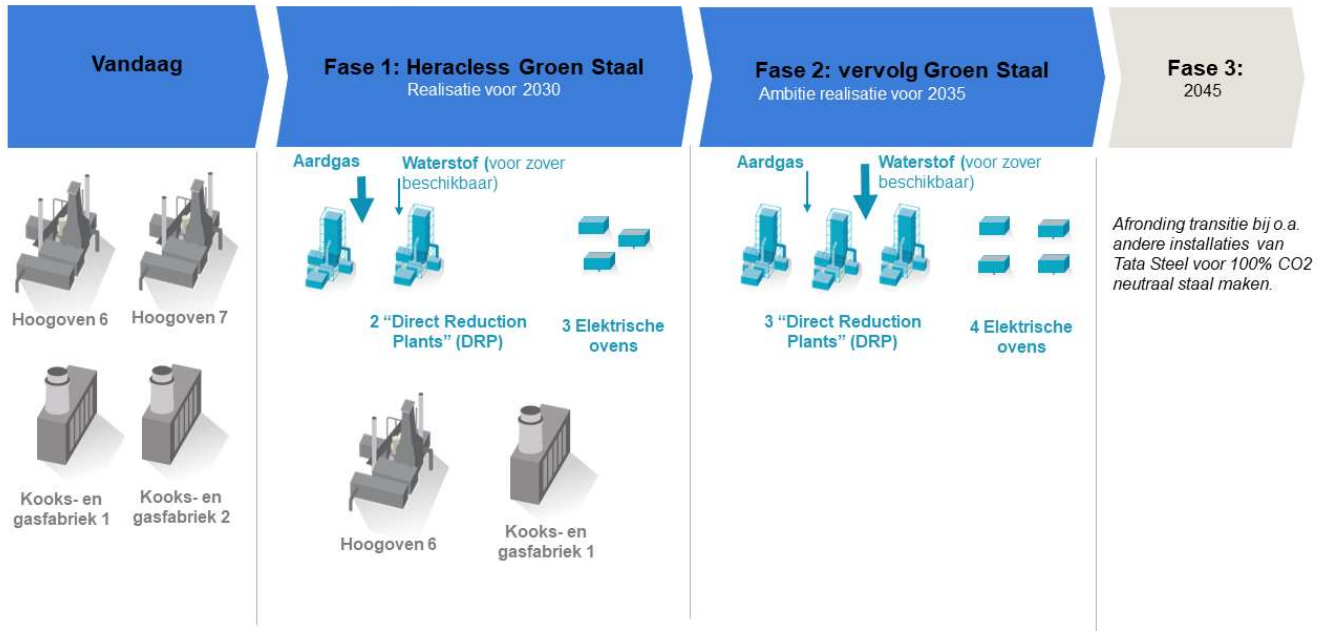 Vandaag
Fase 1: Heracless Groen Staal
Realisatie voor 2030
Fase 2: vervolg Groen Staal
Ambitie realisatie voor 2035
Fase 3:
2045
Hoogoven 6
Hoogoven 7
Kooks- en
gasfabriek 1
Kooks- en
gasfabriek 2
Aardgas
Waterstof (voor zover
beschikbaar)
2 “Direct Reduction
Plants” (DRP)
3 Elektrische
ovens
Hoogoven 6
Kooks- en
gasfabriek 1
Aardgas
Waterstof (voor zover
beschikbaar)
3 “Direct Reduction
Plants” (DRP)
4 Elektrische
ovens
Afronding transitie bij o.a.
andere installaties van
Tata Steel voor 100% CO2
neutraal staal maken.